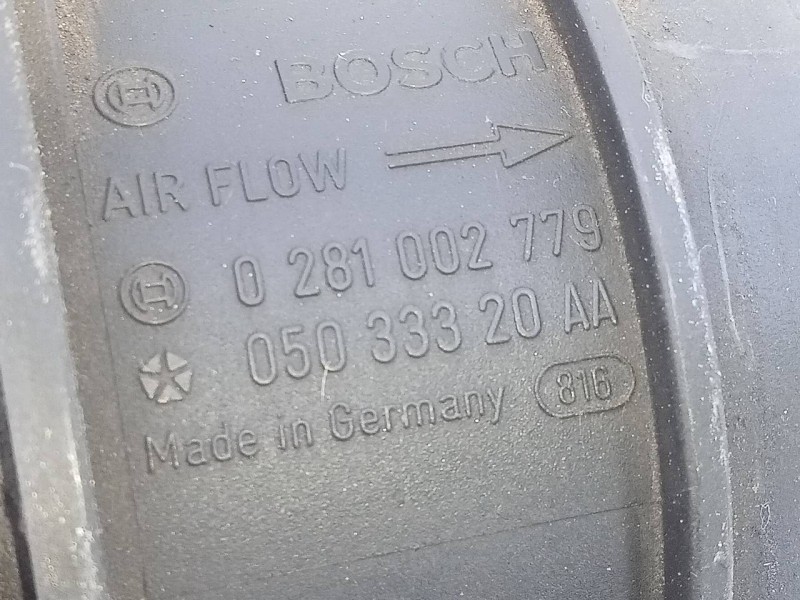 BOSCH
AIR FLOW
0 281 002 779
050 333 20 AA
Made in Germany 816